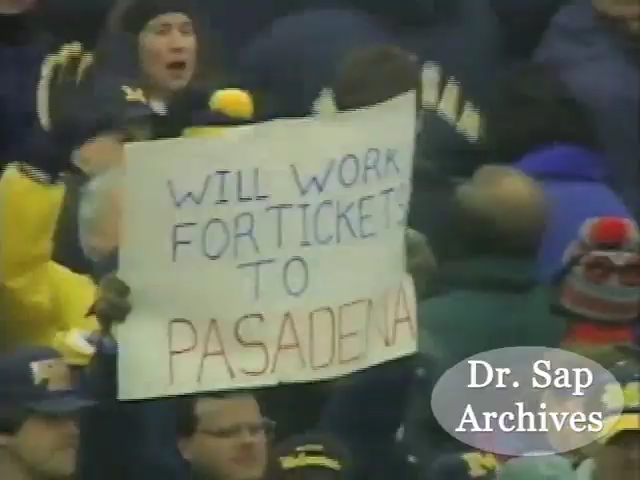 WILL WORK
FOR TICKETS
TO
PASADENA
Dr. Sap
Archives